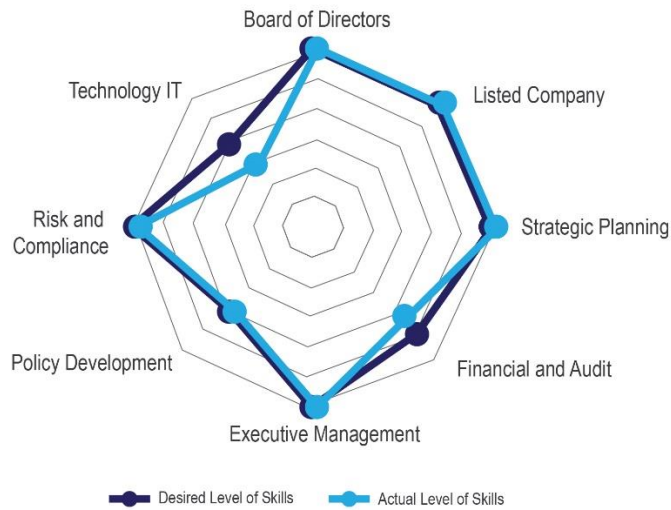 Board of Directors
Technology IT
Listed Company
Risk and
Compliance
Strategic Planning
Policy Development
Financial and Audit
Executive Management
Desired Level of Skills
Actual Level of Skills